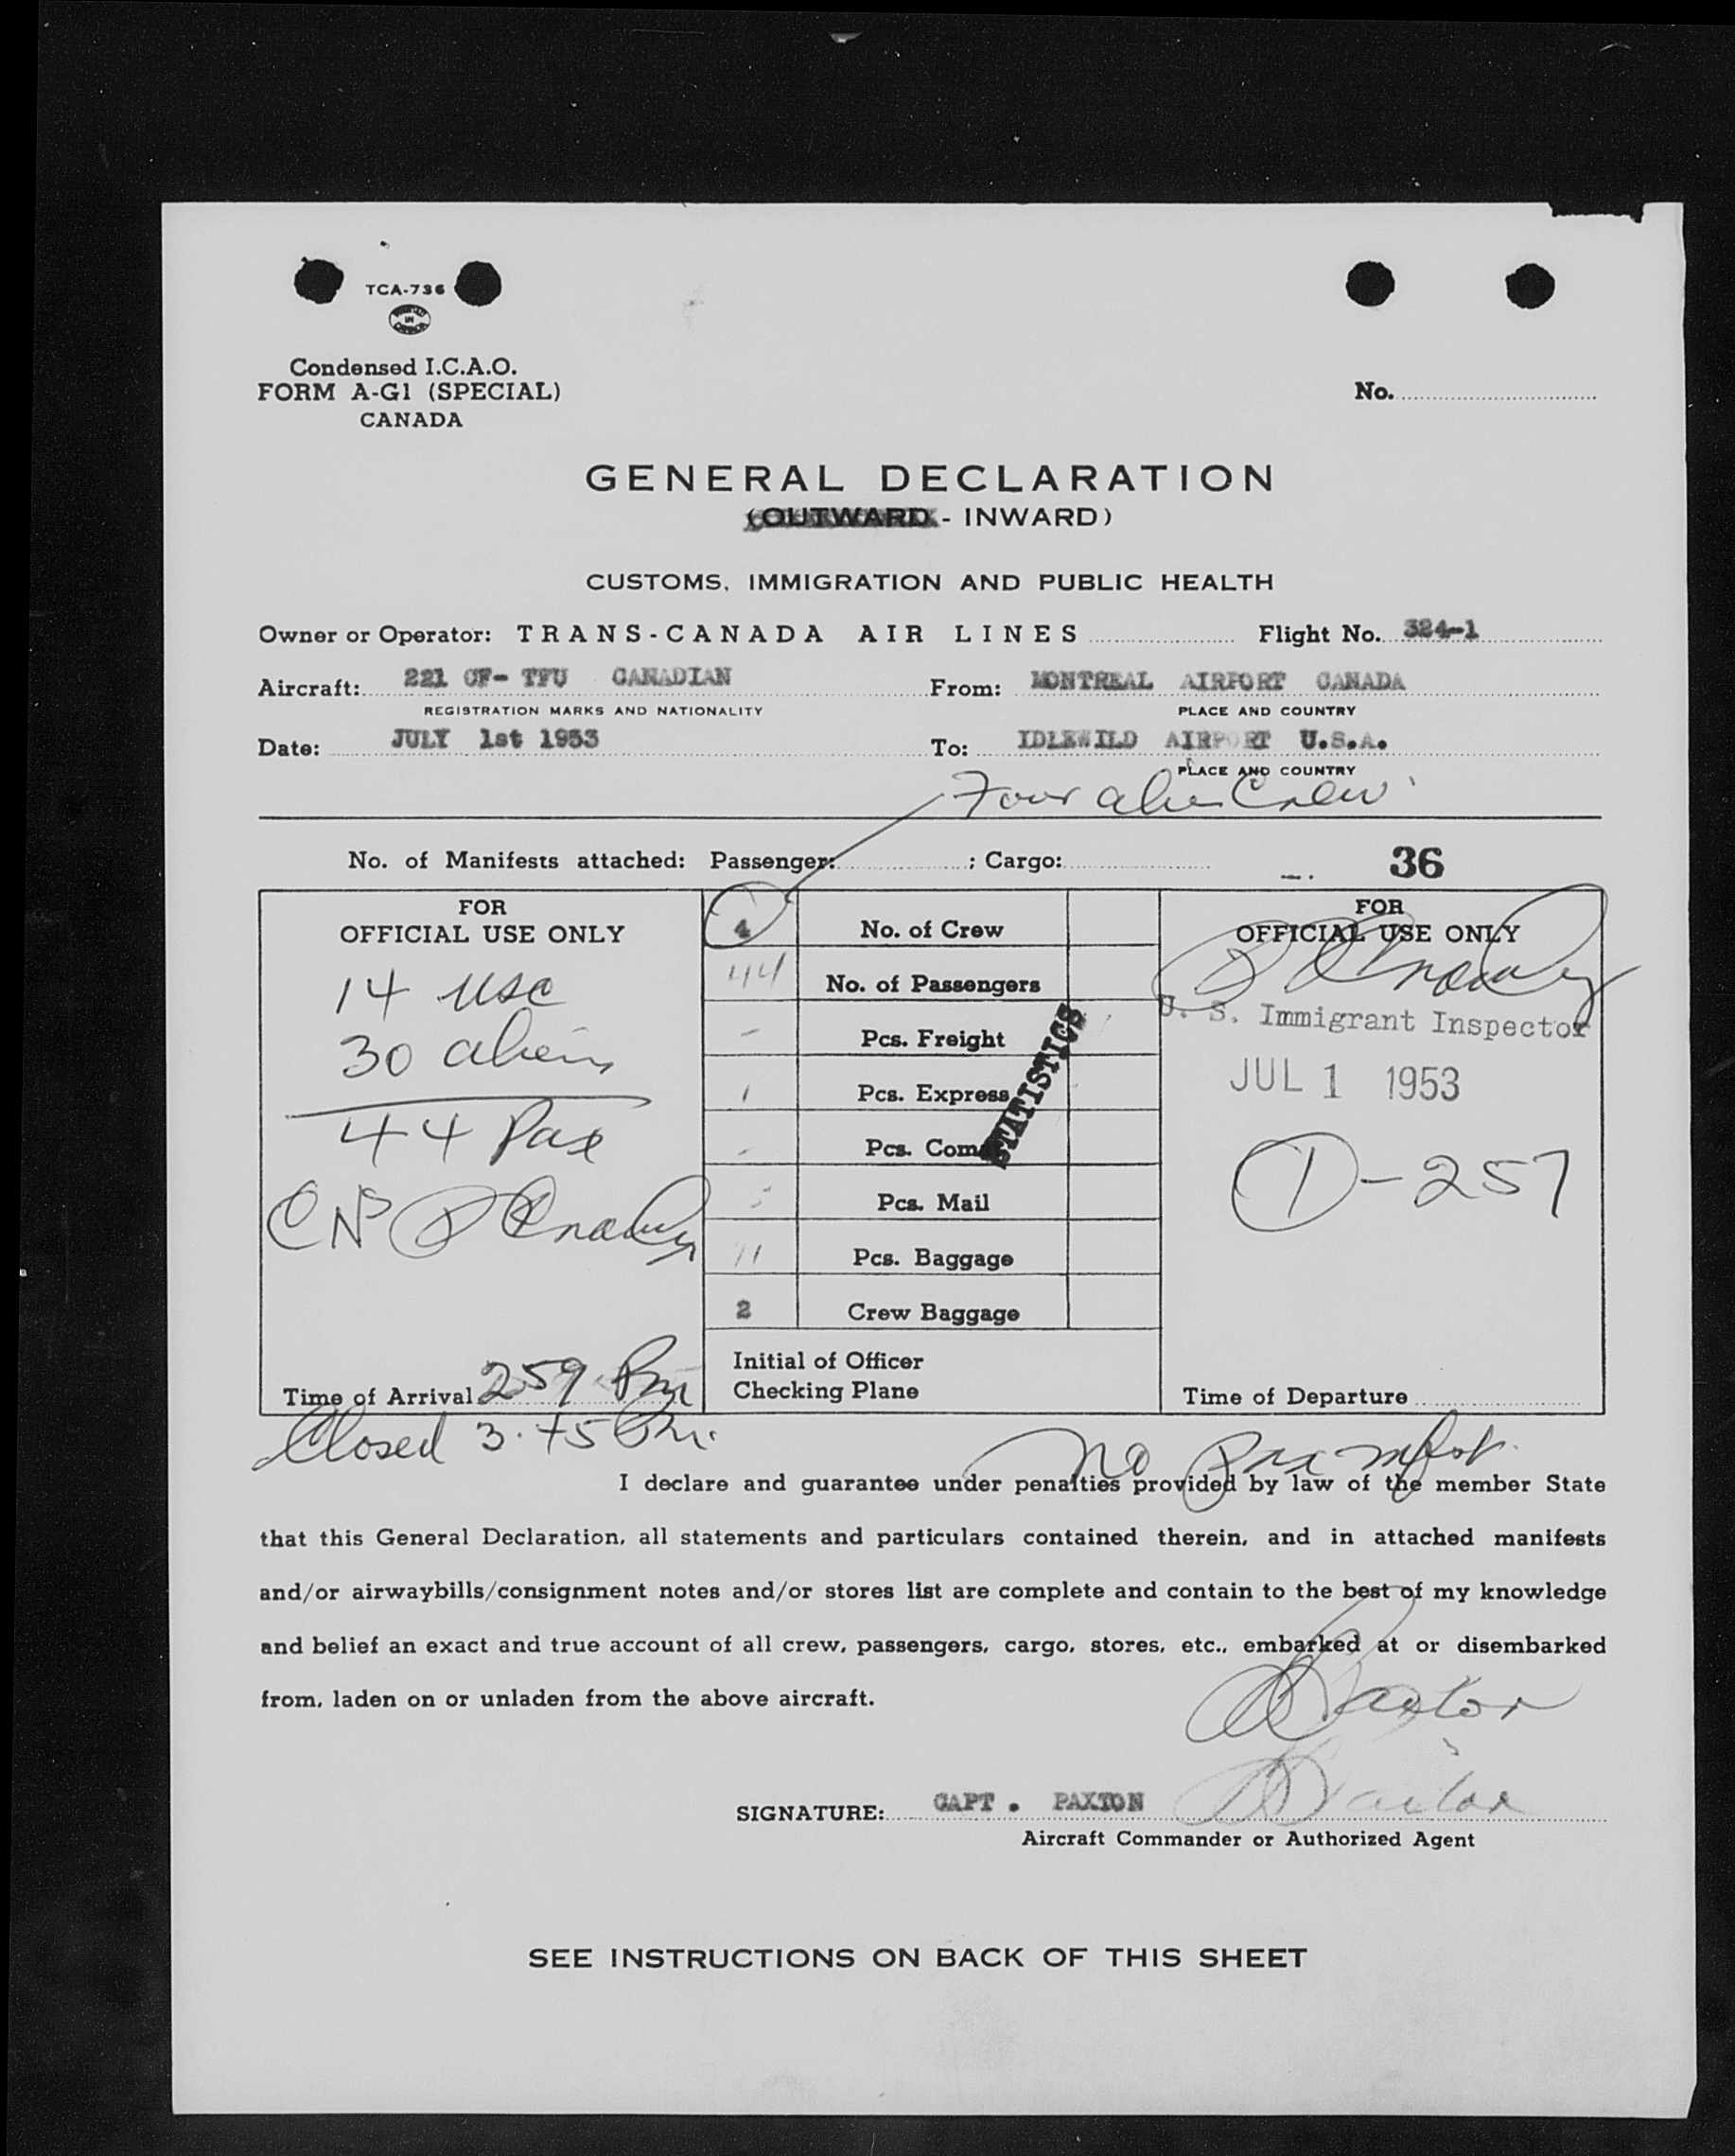 TCA-736
Condensed I.C.A.O.
FORM A-G1 (SPECIAL)
CANADA
No.
GENERAL DECLARATION
(OUTWARD - INWARD)
CUSTOMS, IMMIGRATION AND PUBLIC HEALTH
Owner or Operator: TRANS-CANADA AIR LINES Flight No. 324-1
Aircraft: 221 CF- TFU CANADIAN From: MONTREAL AIRPORT CANADA
REGISTRATION MARKS AND NATIONALITY PLACE AND COUNTRY
Date: JULY 1st 1953 To: IDLEWILD AIRPORT U.S.A.
PLACE AND COUNTRY
Four alien Crew
No. of Manifests attached: Passenger: ; Cargo: 36
FOR
OFFICIAL USE ONLY
14 USC
30 aliens
44 Pax
Time of Arrival 259 Pm
Closed 3.45 Pm.
4 No. of Crew
44 No. of Passengers
- Pcs. Freight
1 Pcs. Express
- Pcs. Com
Pcs. Mail
71 Pcs. Baggage
2 Crew Baggage
STATISTICS
Initial of Officer
Checking Plane
FOR
OFFICIAL USE ONLY
U. S. Immigrant Inspector
JUL 1 1953
1-257
Time of Departure
no
I declare and guarantee under penalties provided by law of the member State
that this General Declaration, all statements and particulars contained therein, and in attached manifests
and/or airwaybills/consignment notes and/or stores list are complete and contain to the best of my knowledge
and belief an exact and true account of all crew, passengers, cargo, stores, etc., embarked at or disembarked
from, laden on or unladen from the above aircraft.
Paxton
SIGNATURE: CAPT. PAXTON Paxton
Aircraft Commander or Authorized Agent
SEE INSTRUCTIONS ON BACK OF THIS SHEET